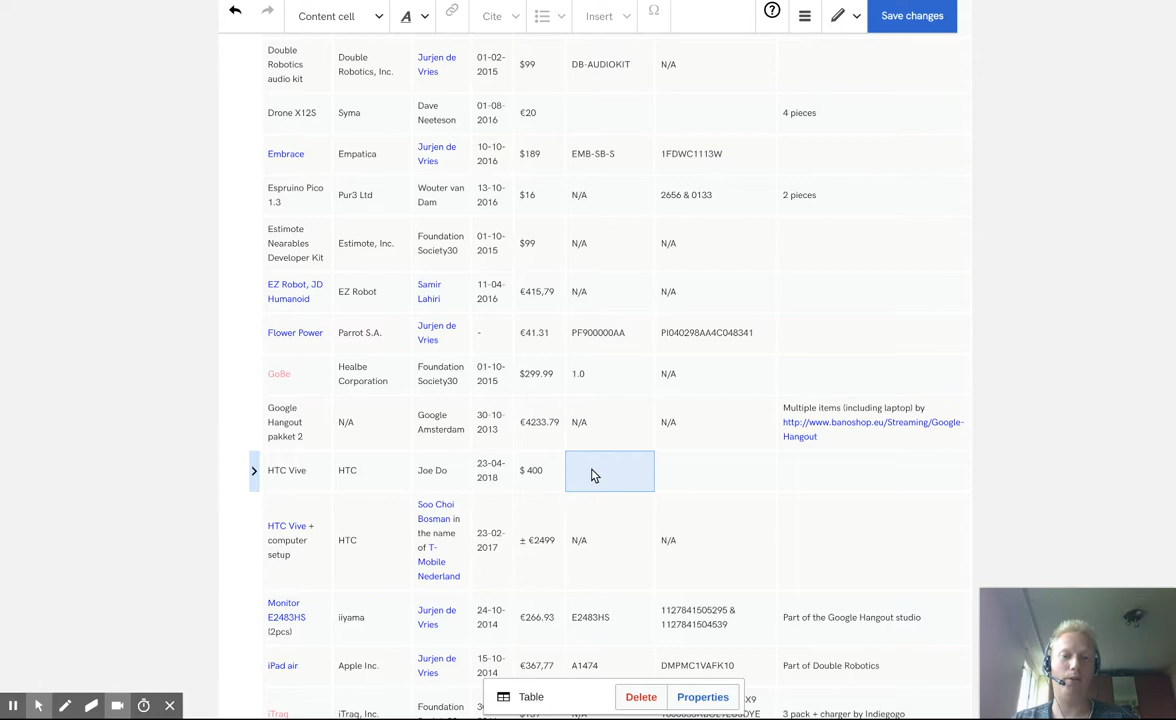 Content cell A Cite Insert Ω ? Save changes
Double Robotics audio kit Double Robotics, Inc. Jurjen de Vries 01-02-2015 $99 DB-AUDIOKIT N/A
Drone X12S Syma Dave Neeteson 01-08-2016 €20 4 pieces
Embrace Empatica Jurjen de Vries 10-10-2016 $189 EMB-SB-S 1FDWC1113W
Espruino Pico 1.3 Pur3 Ltd Wouter van Dam 13-10-2016 $16 N/A 2656 & 0133 2 pieces
Estimote Nearables Developer Kit Estimote, Inc. Foundation Society30 01-10-2015 $99 N/A N/A
EZ Robot, JD Humanoid EZ Robot Samir Lahiri 11-04-2016 €415,79 N/A N/A
Flower Power Parrot S.A. Jurjen de Vries - €41.31 PF900000AA PI040298AA4C048341
GoBe Healbe Corporation Foundation Society30 01-10-2015 $299.99 1.0 N/A
Google Hangout pakket 2 N/A Google Amsterdam 30-10-2013 €4233.79 N/A N/A Multiple items (including laptop) by http://www.banoshop.eu/Streaming/Google-Hangout
HTC Vive HTC Joe Do 23-04-2018 $ 400
HTC Vive + computer setup HTC Soo Choi Bosman in the name of T-Mobile Nederland 23-02-2017 ± €2499 N/A N/A
Monitor E2483HS (2pcs) iiyama Jurjen de Vries 24-10-2014 €266.93 E2483HS 1127841505295 & 1127841504539 Part of the Google Hangout studio
iPad air Apple Inc. Jurjen de Vries 15-10-2014 €367,77 A1474 DMPMC1VAFK10 Part of Double Robotics
Table Delete Properties
iTraq iTraq, Inc. 3 pack + charger by Indiegogo